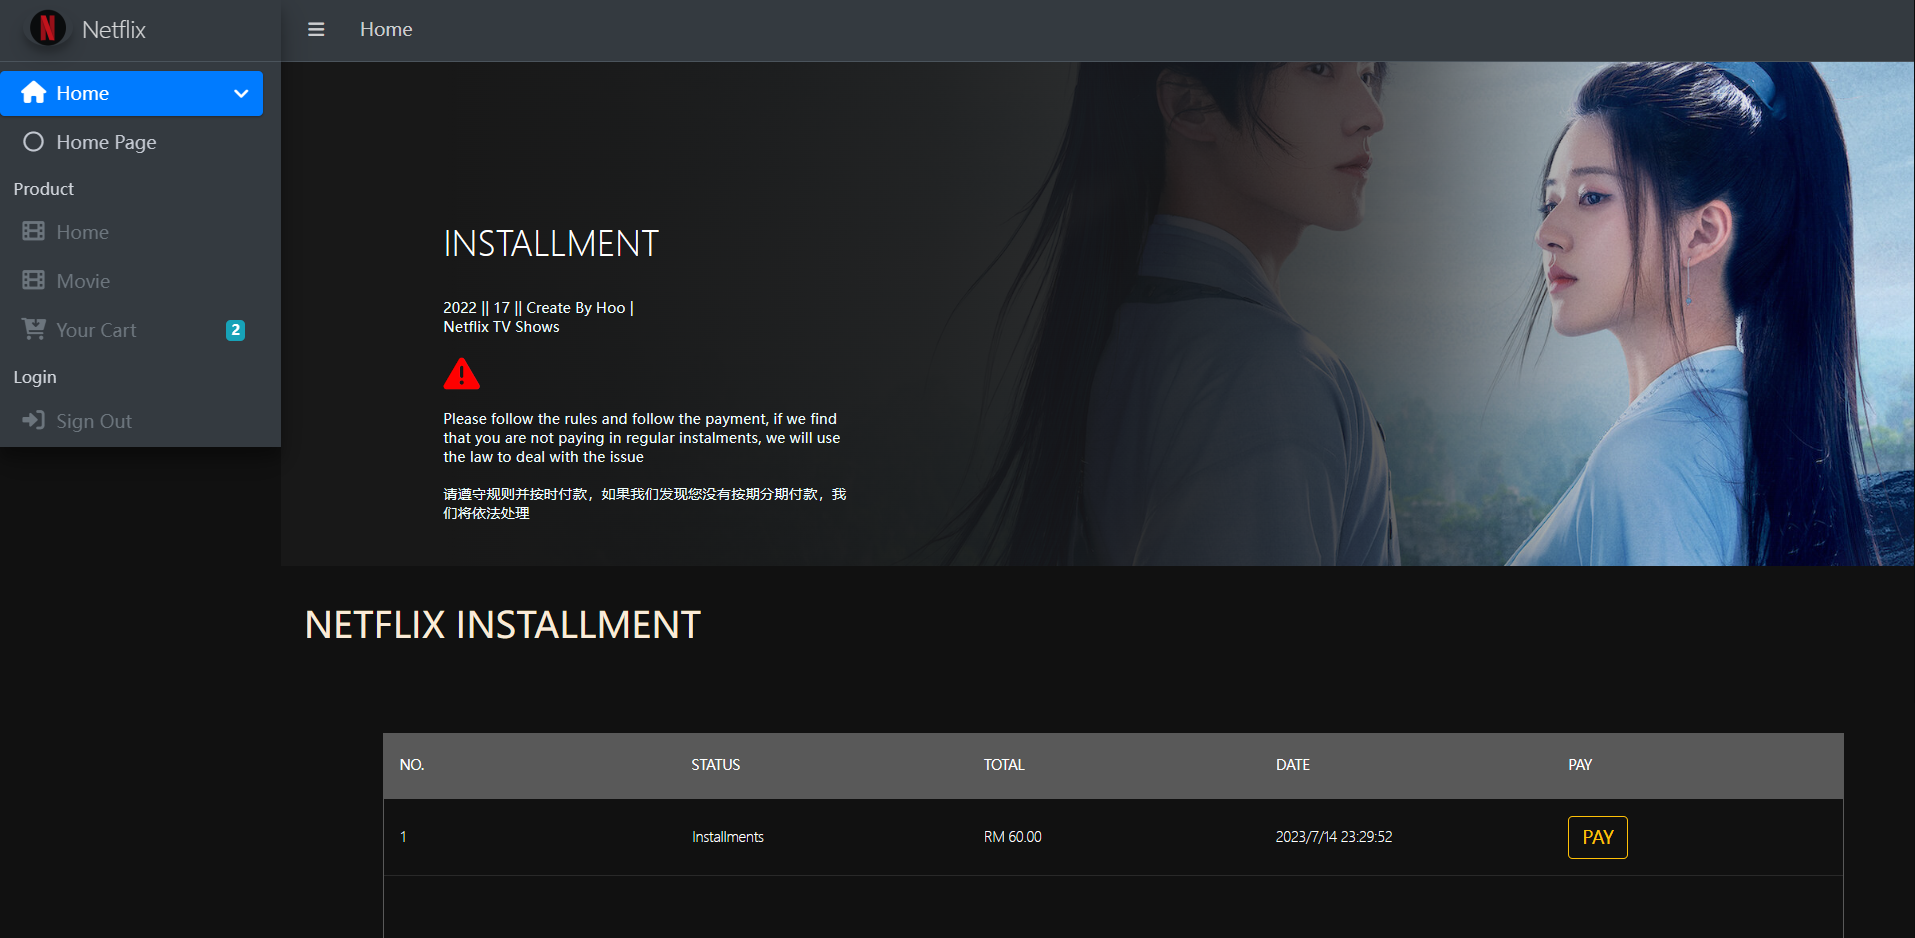 Netflix
Home
Home
Home Page
Product
Home
Movie
Your Cart 2
Login
Sign Out
INSTALLMENT
2022 || 17 || Create By Hoo |
Netflix TV Shows
Please follow the rules and follow the payment, if we find
that you are not paying in regular instalments, we will use
the law to deal with the issue
请遵守规则并按时付款，如果我们发现您没有按期分期付款，我
们将依法处理
NETFLIX INSTALLMENT
NO. STATUS TOTAL DATE PAY
1 Installments RM 60.00 2023/7/14 23:29:52 PAY